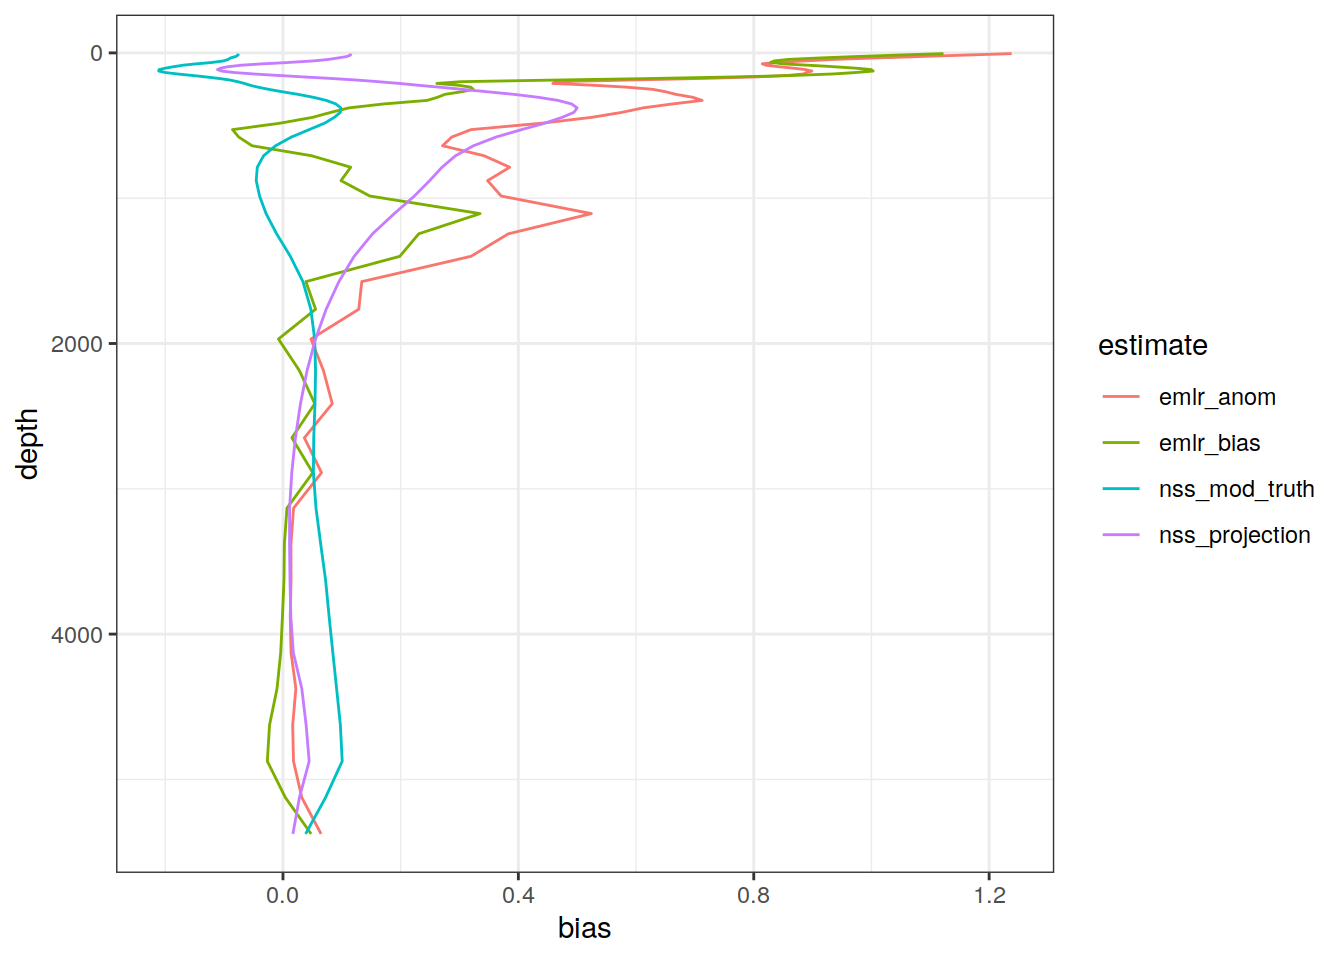 0
2000
4000
depth
0.0
0.4
0.8
1.2
bias
estimate
emlr_anom
emlr_bias
nss_mod_truth
nss_projection